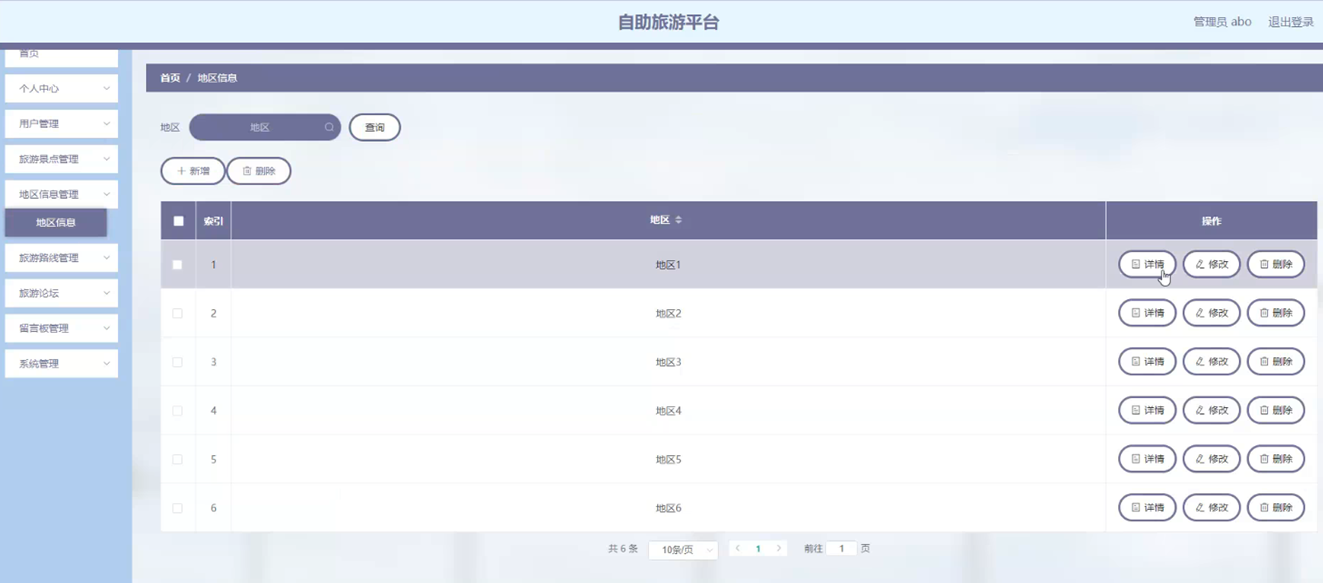 自助旅游平台
管理员 abo 退出登录
首页
个人中心
用户管理
旅游景点管理
地区信息管理
地区信息
旅游路线管理
旅游论坛
留言板管理
系统管理
首页 / 地区信息
地区 地区 查询
新增 删除
索引 地区 操作
1 地区1 详情 修改 删除
2 地区2 详情 修改 删除
3 地区3 详情 修改 删除
4 地区4 详情 修改 删除
5 地区5 详情 修改 删除
6 地区6 详情 修改 删除
共 6 条 10条/页 1 前往 1 页